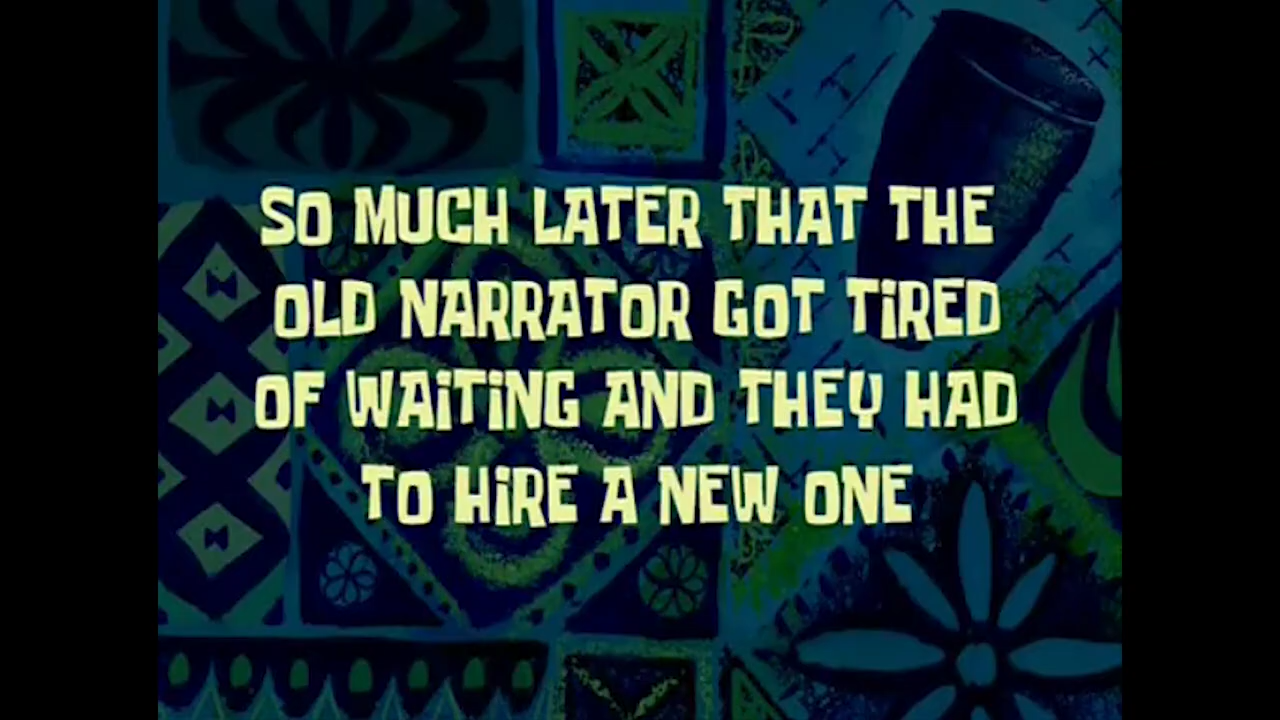 SO MUCH LATER THAT THE
OLD NARRATOR GOT TiRED
OF WAiTiNG AND THEY HAD
TO HiRE A NEW ONE